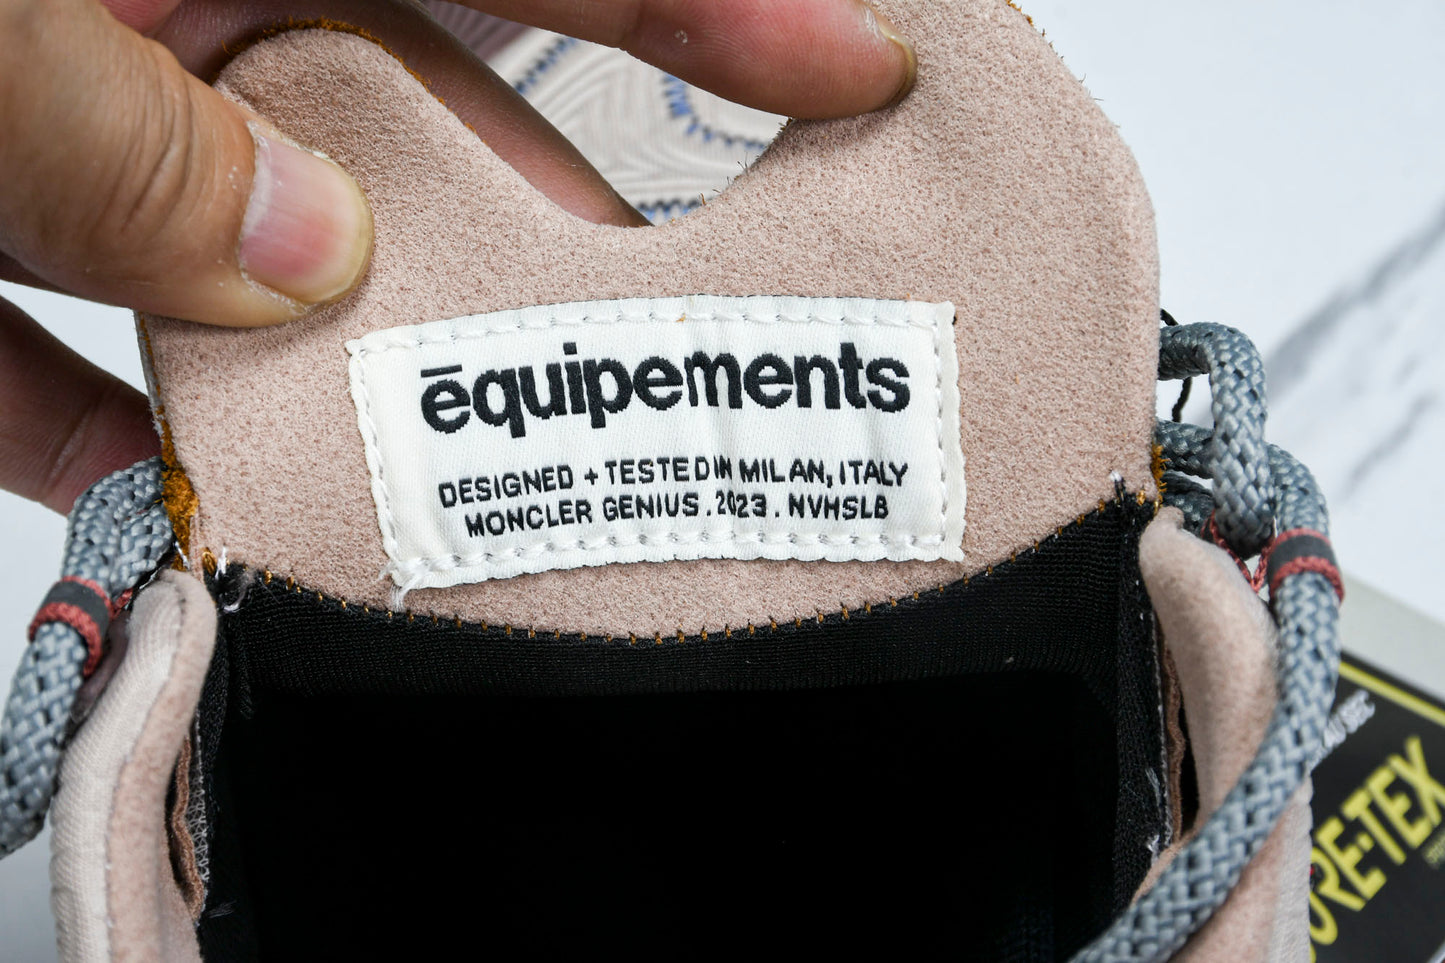 ēquipements
DESIGNED + TESTED IN MILAN, ITALY
MONCLER GENIUS . 2023 . NVHSLB
GORE-TEX